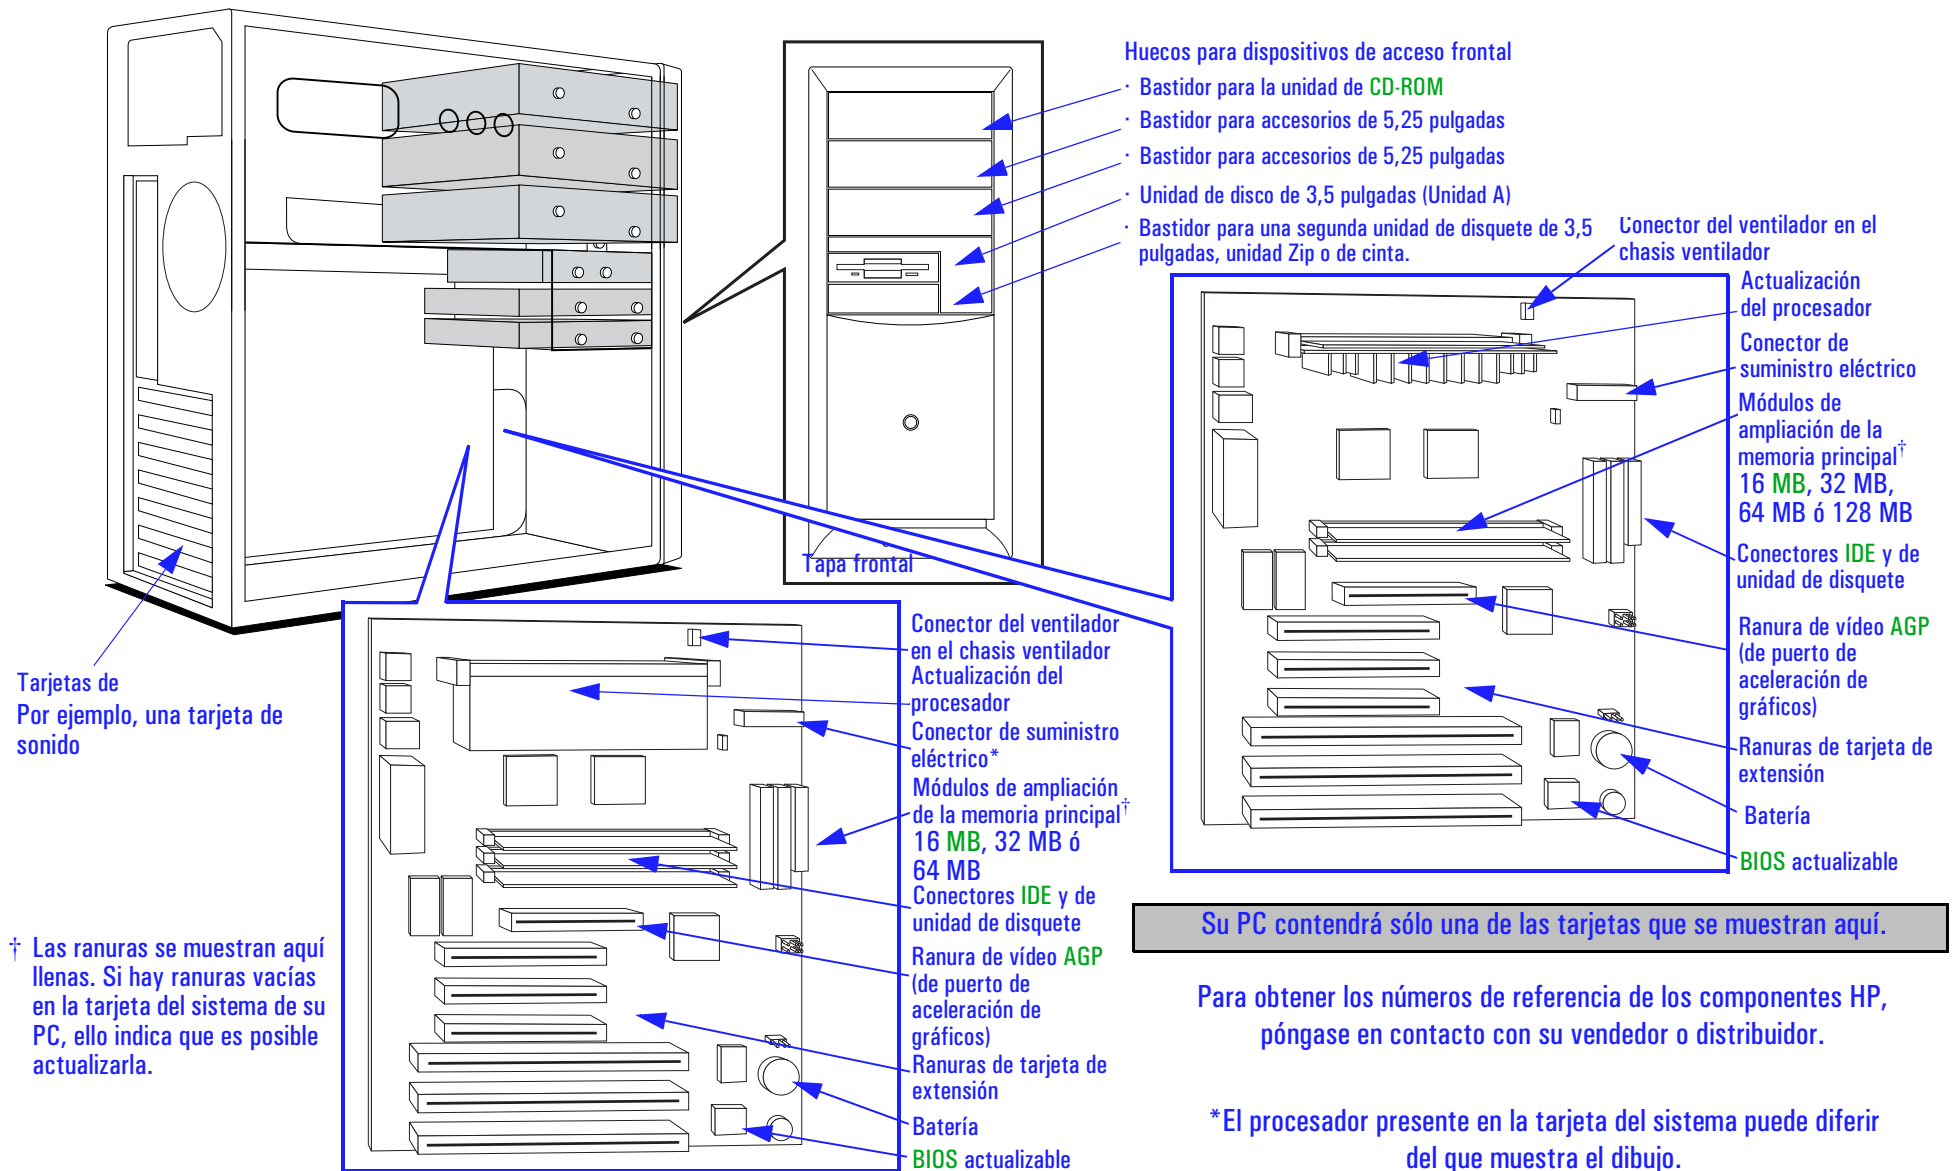 Huecos para dispositivos de acceso frontal
· Bastidor para la unidad de CD-ROM
· Bastidor para accesorios de 5,25 pulgadas
· Bastidor para accesorios de 5,25 pulgadas
· Unidad de disco de 3,5 pulgadas (Unidad A)
· Bastidor para una segunda unidad de disquete de 3,5
pulgadas, unidad Zip o de cinta.
Tapa frontal
Conector del ventilador en el
chasis ventilador
Actualización
del procesador
Conector de
suministro eléctrico
Módulos de
ampliación de la
memoria principal†
16 MB, 32 MB,
64 MB ó 128 MB
Conectores IDE y de
unidad de disquete
Ranura de vídeo AGP
(de puerto de
aceleración de
gráficos)
Ranuras de tarjeta de
extensión
Batería
BIOS actualizable
Tarjetas de
Por ejemplo, una tarjeta de
sonido
Conector del ventilador
en el chasis ventilador
Actualización del
procesador
Conector de suministro
eléctrico*
Módulos de ampliación
de la memoria principal†
16 MB, 32 MB ó
64 MB
Conectores IDE y de
unidad de disquete
Ranura de vídeo AGP
(de puerto de
aceleración de
gráficos)
Ranuras de tarjeta de
extensión
Batería
BIOS actualizable
† Las ranuras se muestran aquí
llenas. Si hay ranuras vacías
en la tarjeta del sistema de su
PC, ello indica que es posible
actualizarla.
Su PC contendrá sólo una de las tarjetas que se muestran aquí.
Para obtener los números de referencia de los componentes HP,
póngase en contacto con su vendedor o distribuidor.
*El procesador presente en la tarjeta del sistema puede diferir
del que muestra el dibujo.